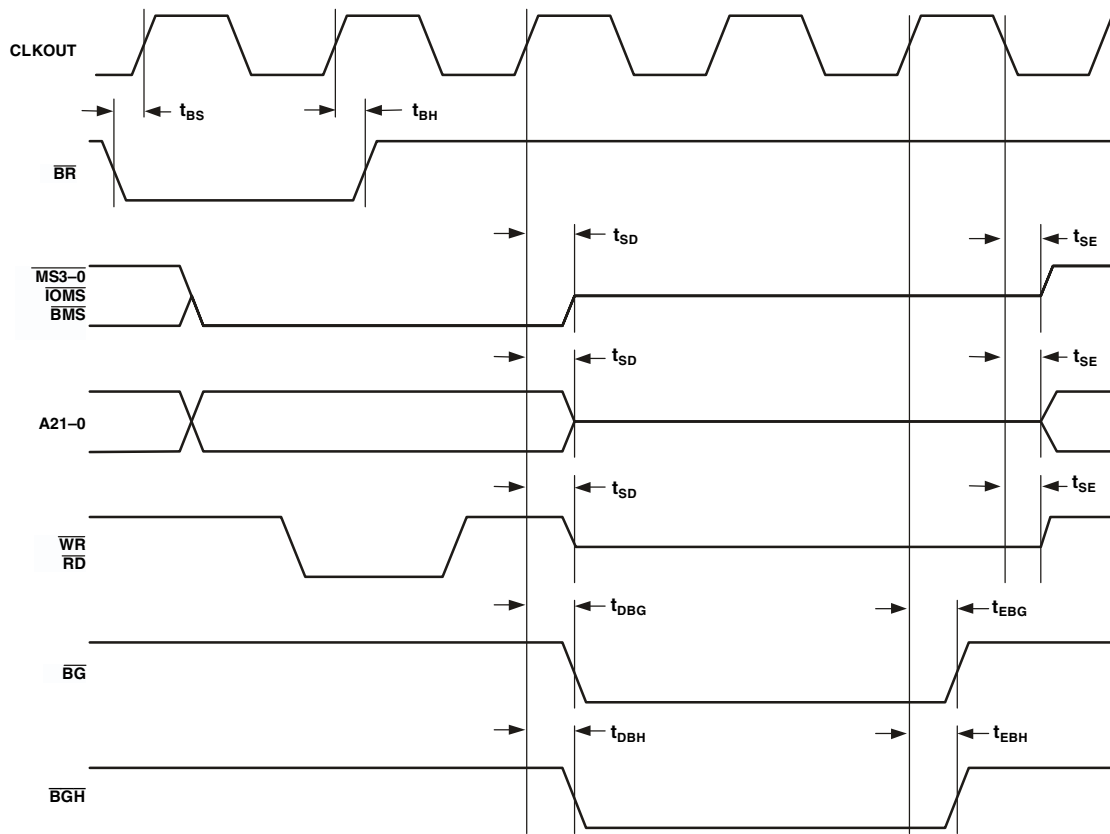 CLKOUT
tBS
tBH
BR
tSD
tSE
MS3–0
IOMS
BMS
tSD
tSE
A21–0
tSD
tSE
WR
RD
tDBG
tEBG
BG
tDBH
tEBH
BGH